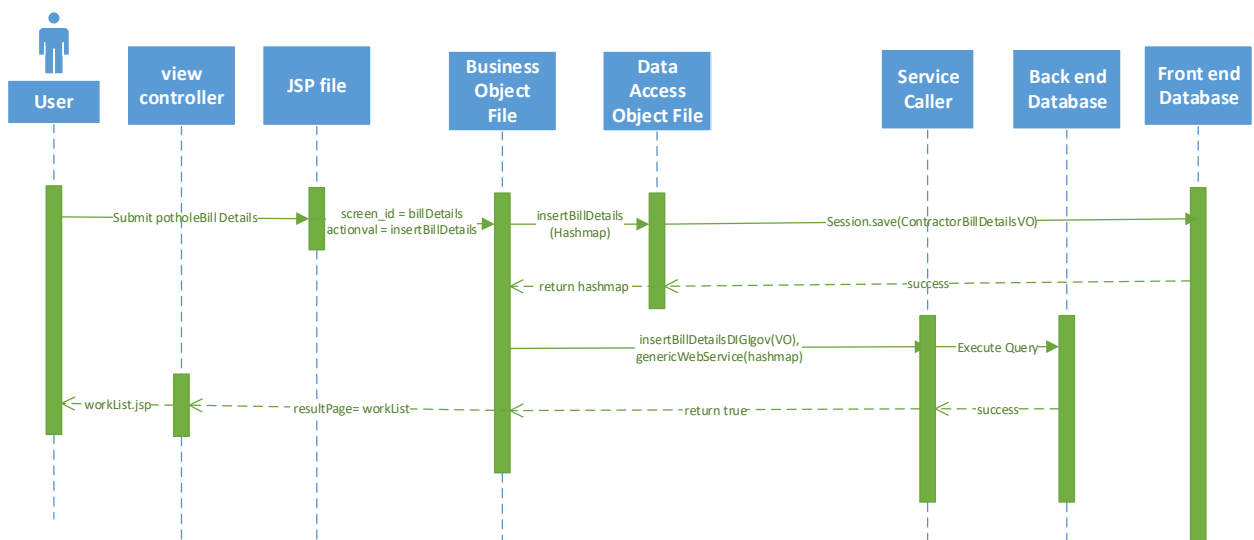 User
view
controller
JSP file
Business
Object
File
Data
Access
Object File
Service
Caller
Back end
Database
Front end
Database
Submit potholeBill Details
screen_id = billDetails
actionval = insertBillDetails
insertBillDetails
(Hashmap)
Session.save(ContractorBillDetailsVO)
return hashmap
success
insertBillDetailsDIGIgov(VO),
genericWebService(hashmap)
Execute Query
workList.jsp
resultPage= workList
return true
success